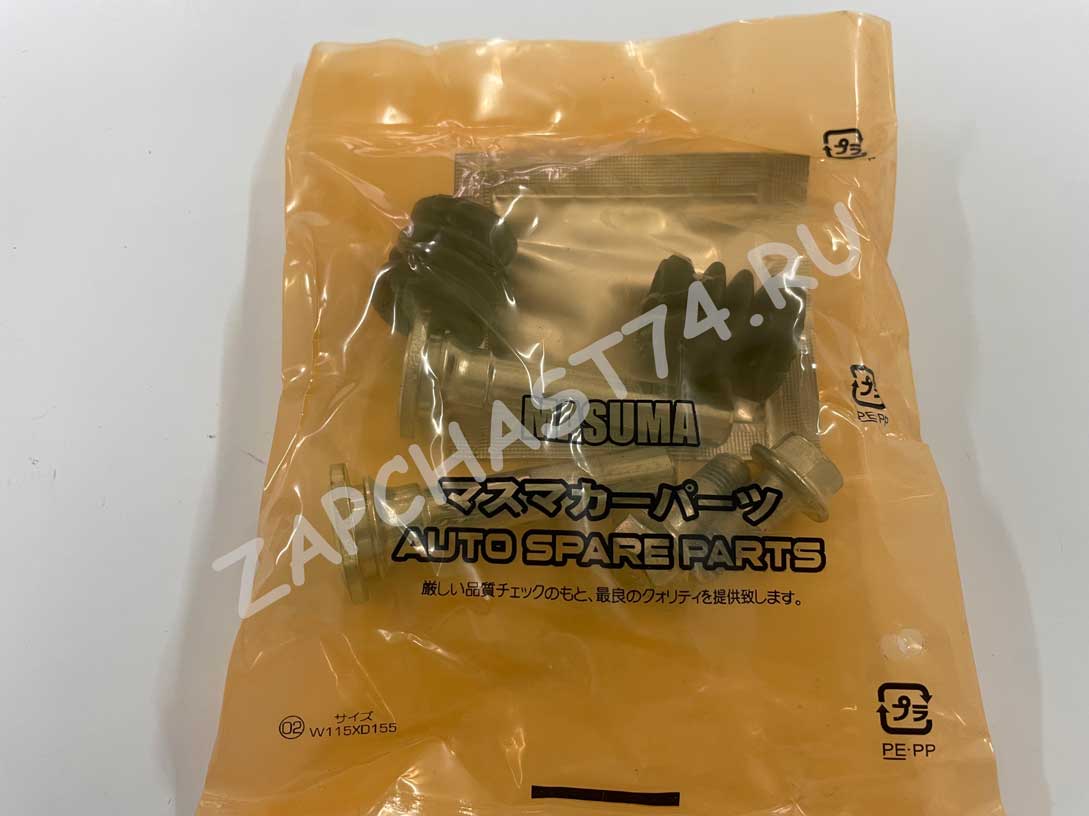 プラ
プラ
PE·PP
MASUMA
マスマカーパーツ
AUTO SPARE PARTS
厳しい品質チェックのもと、最良のクォリティを提供致します。
ZAPCHAST74.RU
02
サイズ
W115XD155
プラ
PE·PP